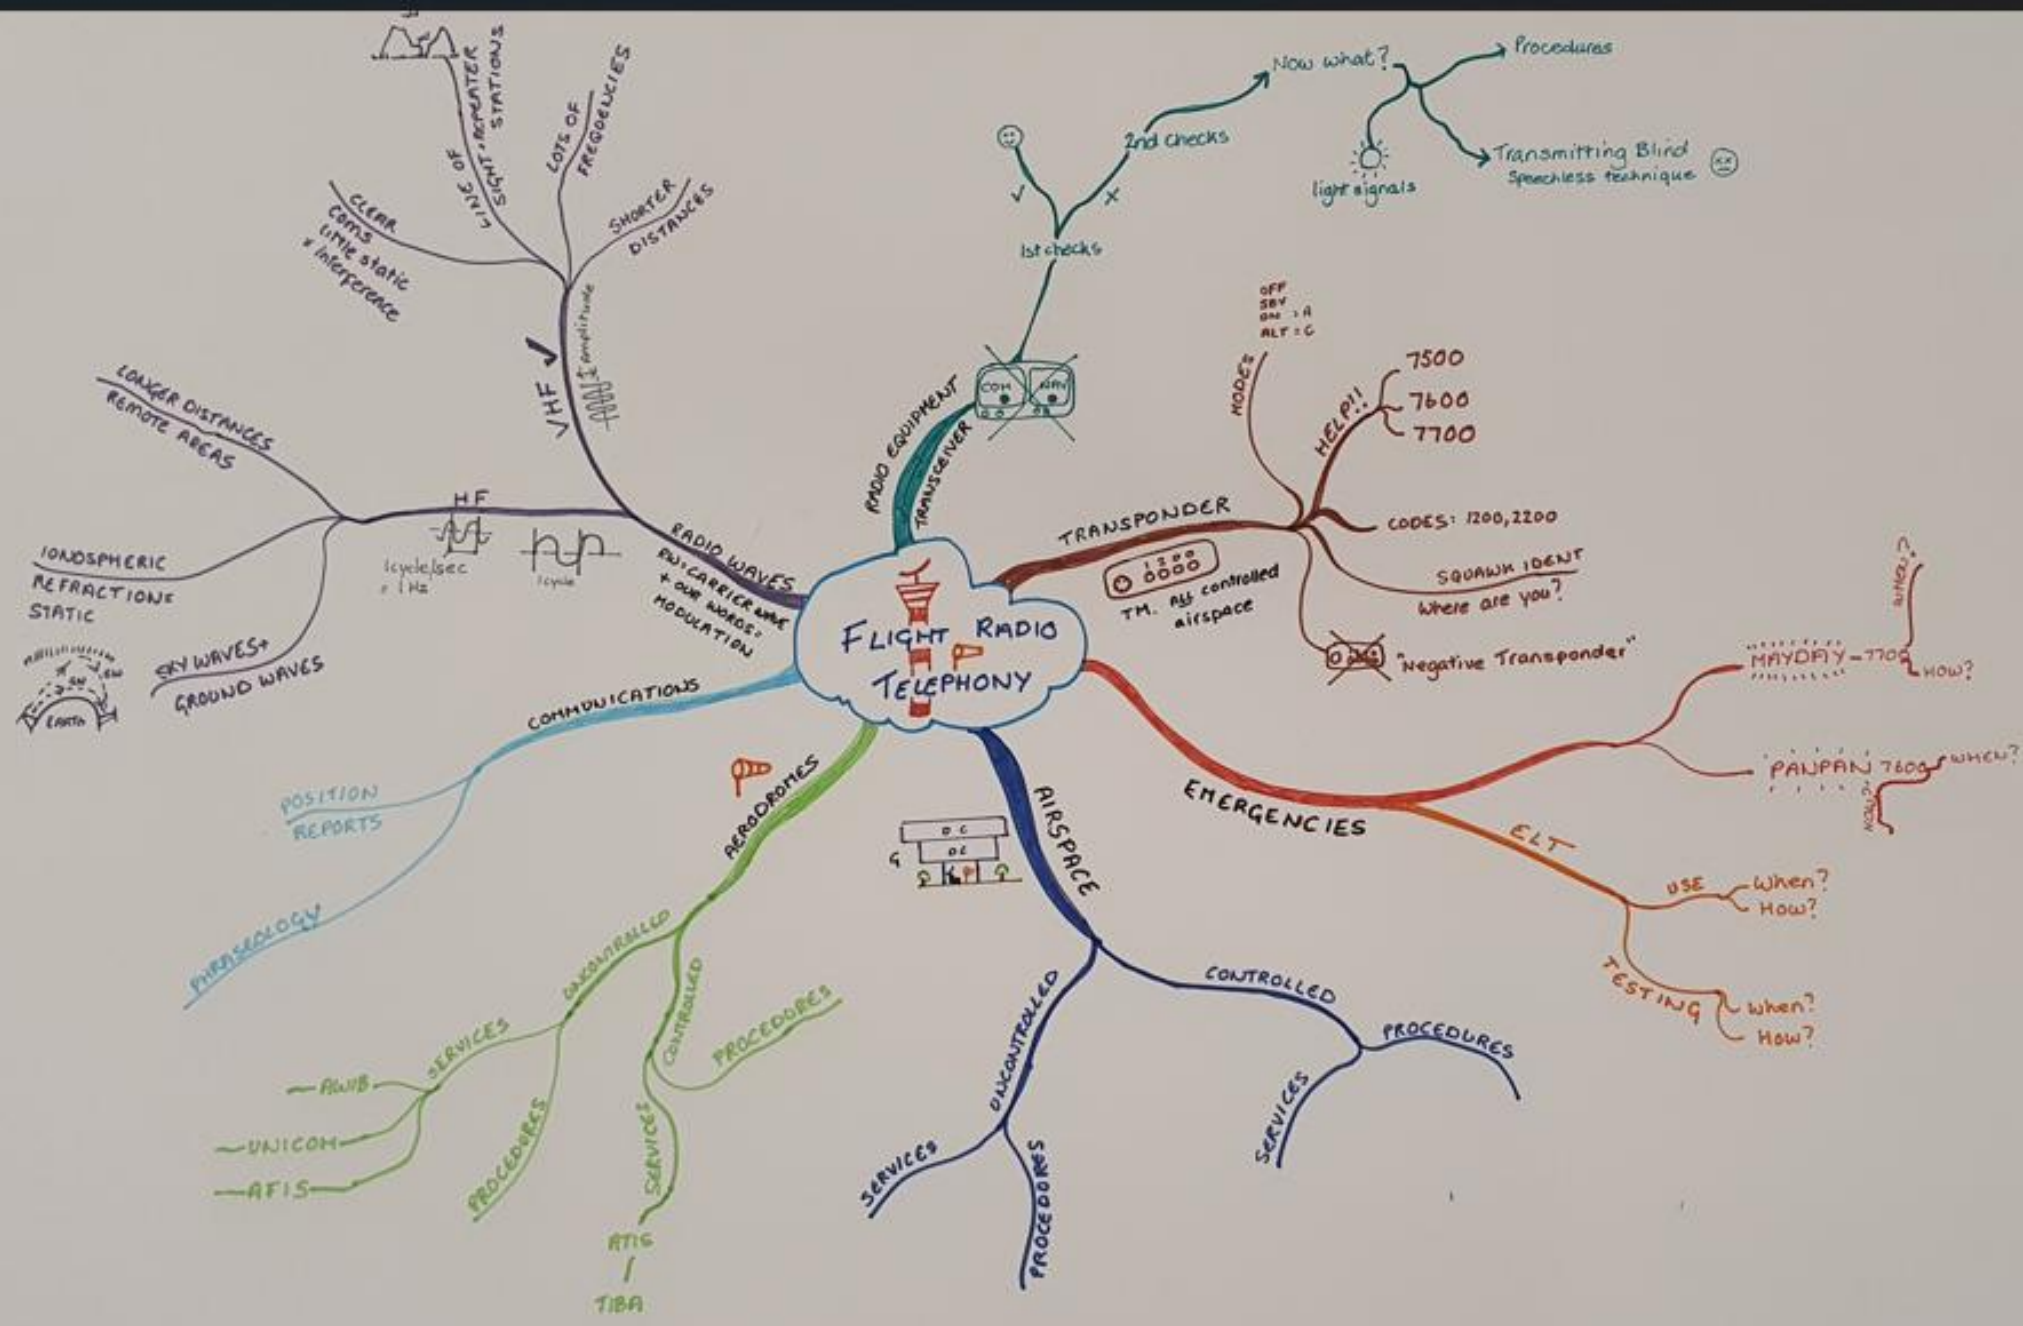 FLIGHT RADIO
TELEPHONY
RADIO EQUIPMENT
TRANSCEIVER
COM
NAV
1st checks
✓
x
2nd checks
Now what?
Procedures
light signals
Transmitting Blind
Speechless technique
TRANSPONDER
1200
0000
TM. All controlled
airspace
MODES
OFF
SBY
ON = A
ALT = C
HELP!!
7500
7600
7700
CODES: 1200, 2200
SQUAWK IDENT
Where are you?
"Negative Transponder"
EMERGENCIES
MAYDAY - 7700
WHEN?
HOW?
PANPAN 7600
WHEN?
HOW?
ELT
USE
When?
How?
TESTING
When?
How?
AIRSPACE
G
CONTROLLED
PROCEDURES
SERVICES
UNCONTROLLED
SERVICES
PROCEDURES
AERODROMES
UNCONTROLLED
SERVICES
AWIB
UNICOM
AFIS
PROCEDURES
CONTROLLED
PROCEDURES
SERVICES
ATIS
TIBA
COMMUNICATIONS
POSITION
REPORTS
PHRASEOLOGY
RADIO WAVES
RW=CARRIER WAVE
+ OUR WORDS=
MODULATION
HF
1cycle/sec
= 1Hz
1cycle
LONGER DISTANCES
REMOTE AREAS
IONOSPHERIC
REFRACTION=
STATIC
SKY WAVES+
GROUND WAVES
SW
GW
EARTH
VHF ✓
amplitude
CLEAR
COMS
little static
x interference
LINE OF
SIGHT+REPEATER
STATIONS
LOTS OF
FREQUENCIES
SHORTER
DISTANCES